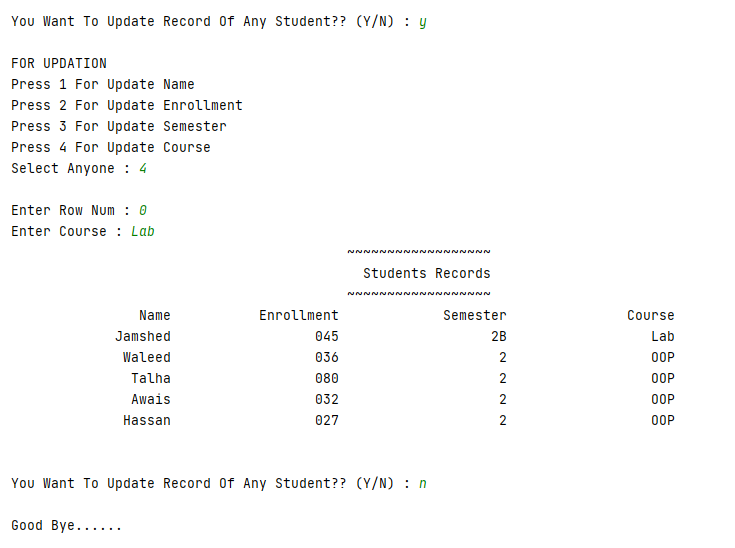 You Want To Update Record Of Any Student?? (Y/N) : y
FOR UPDATION
Press 1 For Update Name
Press 2 For Update Enrollment
Press 3 For Update Semester
Press 4 For Update Course
Select Anyone : 4
Enter Row Num : 0
Enter Course : Lab
~~~~~~~~~~~~~~~~~~
Students Records
~~~~~~~~~~~~~~~~~~
Name Enrollment Semester Course
Jamshed 045 2B Lab
Waleed 036 2 OOP
Talha 080 2 OOP
Awais 032 2 OOP
Hassan 027 2 OOP
You Want To Update Record Of Any Student?? (Y/N) : n
Good Bye......